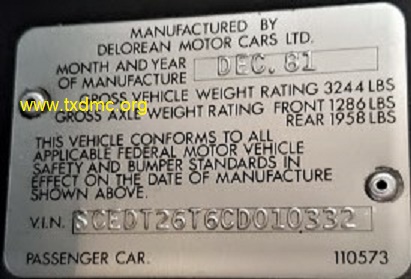 MANUFACTURED BY
DELOREAN MOTOR CARS LTD.
MONTH AND YEAR
OF MANUFACTURE DEC. 81
GROSS VEHICLE WEIGHT RATING 3244 LBS
www.txdmc.org
GROSS AXLE WEIGHT RATING FRONT 1286 LBS
REAR 1958 LBS
THIS VEHICLE CONFORMS TO ALL
APPLICABLE FEDERAL MOTOR VEHICLE
SAFETY AND BUMPER STANDARDS IN
EFFECT ON THE DATE OF MANUFACTURE
SHOWN ABOVE.
V.I.N. SCEDT26T6CD010332
PASSENGER CAR. 110573